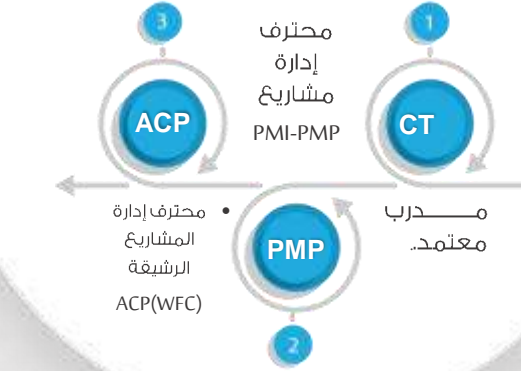 1
CT
مـــــدرب
معتمد.
محترف
إدارة
مشاريع
PMI-PMP
PMP
2
3
ACP
• محترف إدارة
المشاريع
الرشيقة
ACP(WFC)